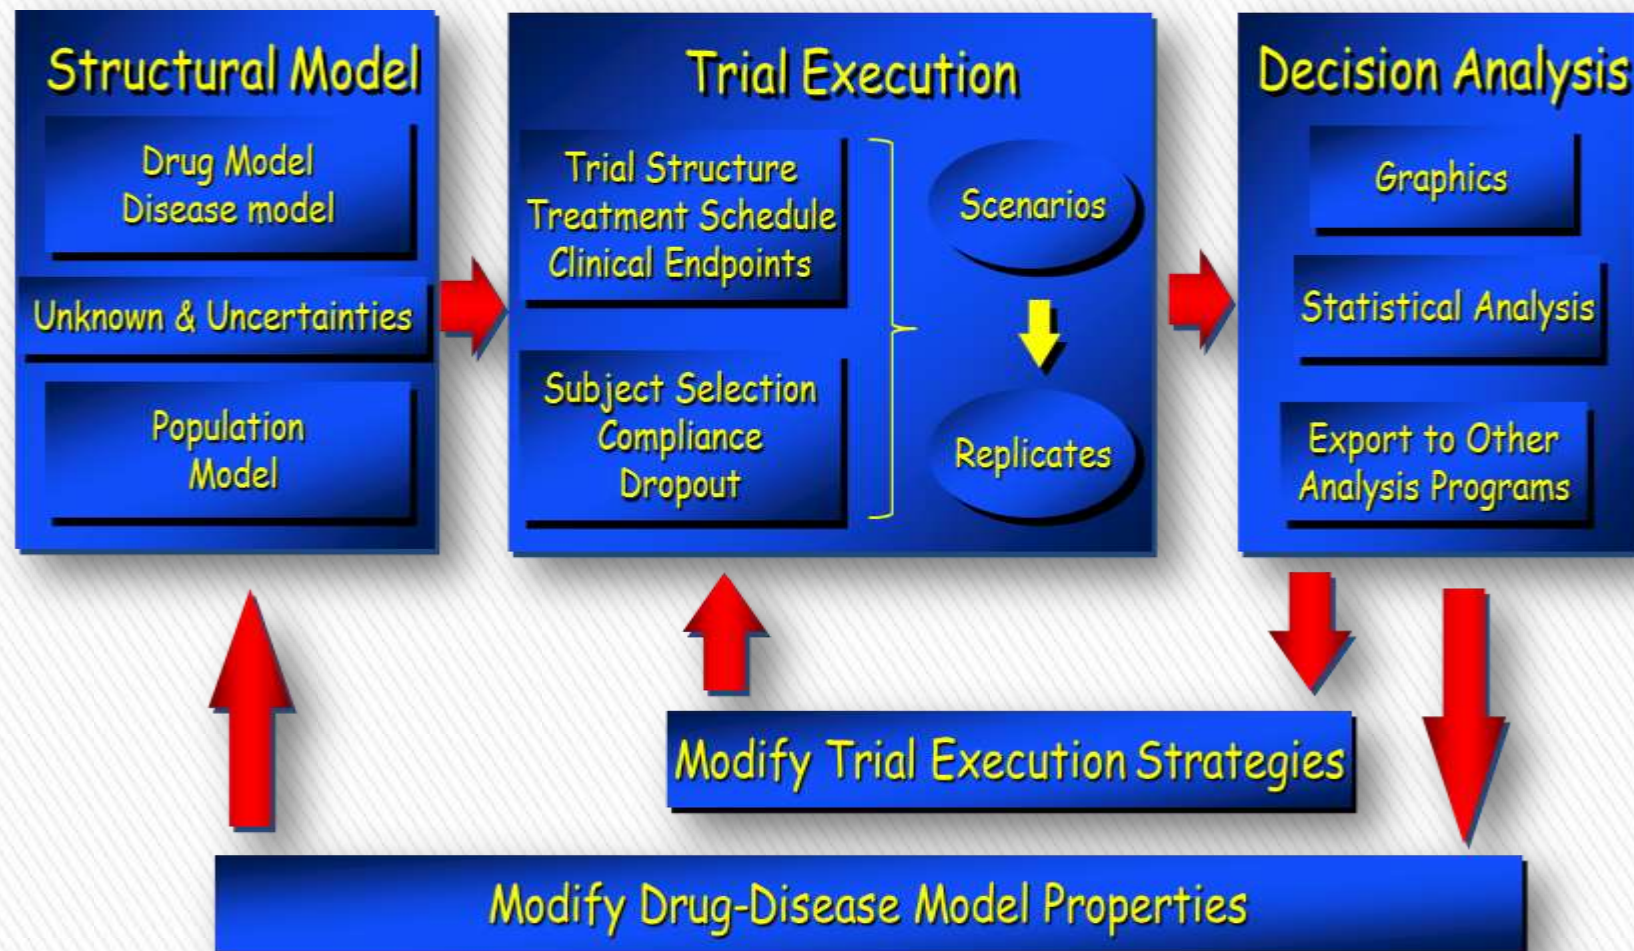 Structural Model
Drug Model
Disease model
Unknown & Uncertainties
Population
Model
Trial Execution
Trial Structure
Treatment Schedule
Clinical Endpoints
Subject Selection
Compliance
Dropout
Scenarios
Replicates
Decision Analysis
Graphics
Statistical Analysis
Export to Other
Analysis Programs
Modify Trial Execution Strategies
Modify Drug-Disease Model Properties